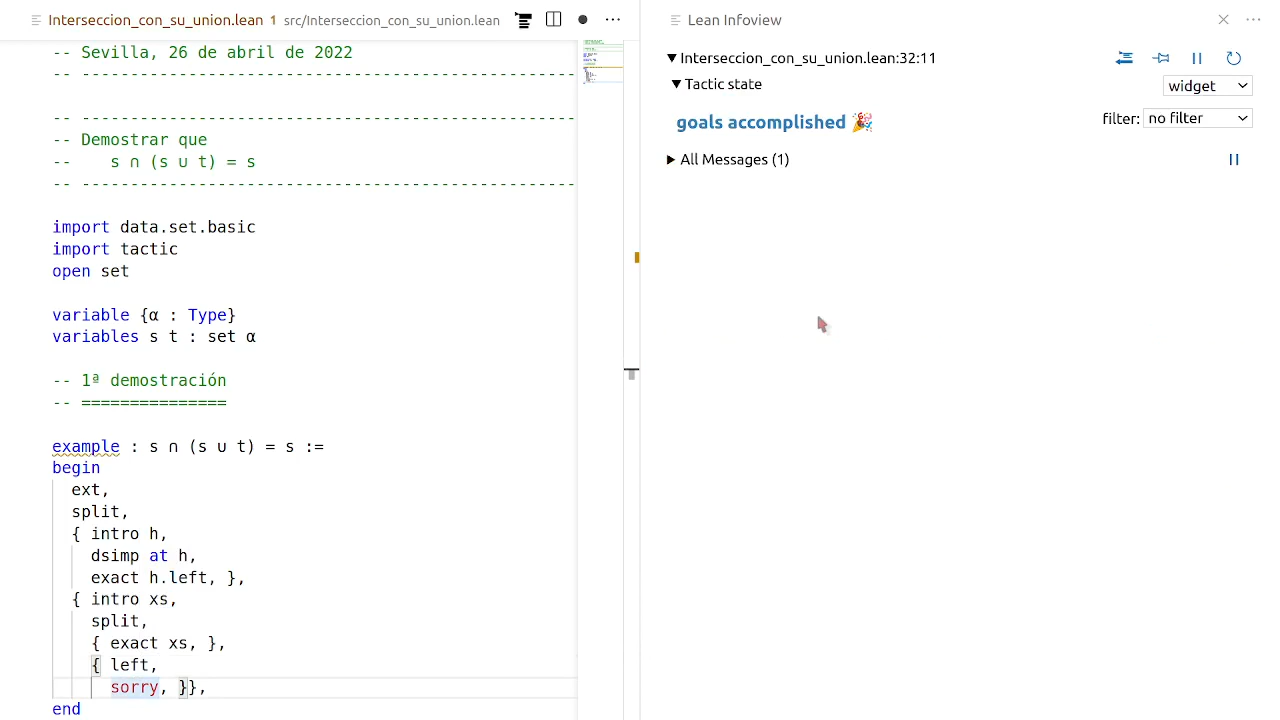 Interseccion_con_su_union.lean 1 src/Interseccion_con_su_union.lean
-- Sevilla, 26 de abril de 2022
-- ---------------------------------------------------
-- ---------------------------------------------------
-- Demostrar que
--    s ∩ (s ∪ t) = s
-- ---------------------------------------------------
import data.set.basic
import tactic
open set
variable {α : Type}
variables s t : set α
-- 1ª demostración
-- ===============
example : s ∩ (s ∪ t) = s :=
begin
  ext,
  split,
  { intro h,
    dsimp at h,
    exact h.left, },
  { intro xs,
    split,
    { exact xs, },
    { left,
      sorry, }},
end
Lean Infoview
Interseccion_con_su_union.lean:32:11
Tactic state
widget
goals accomplished 🎉
filter: no filter
All Messages (1)